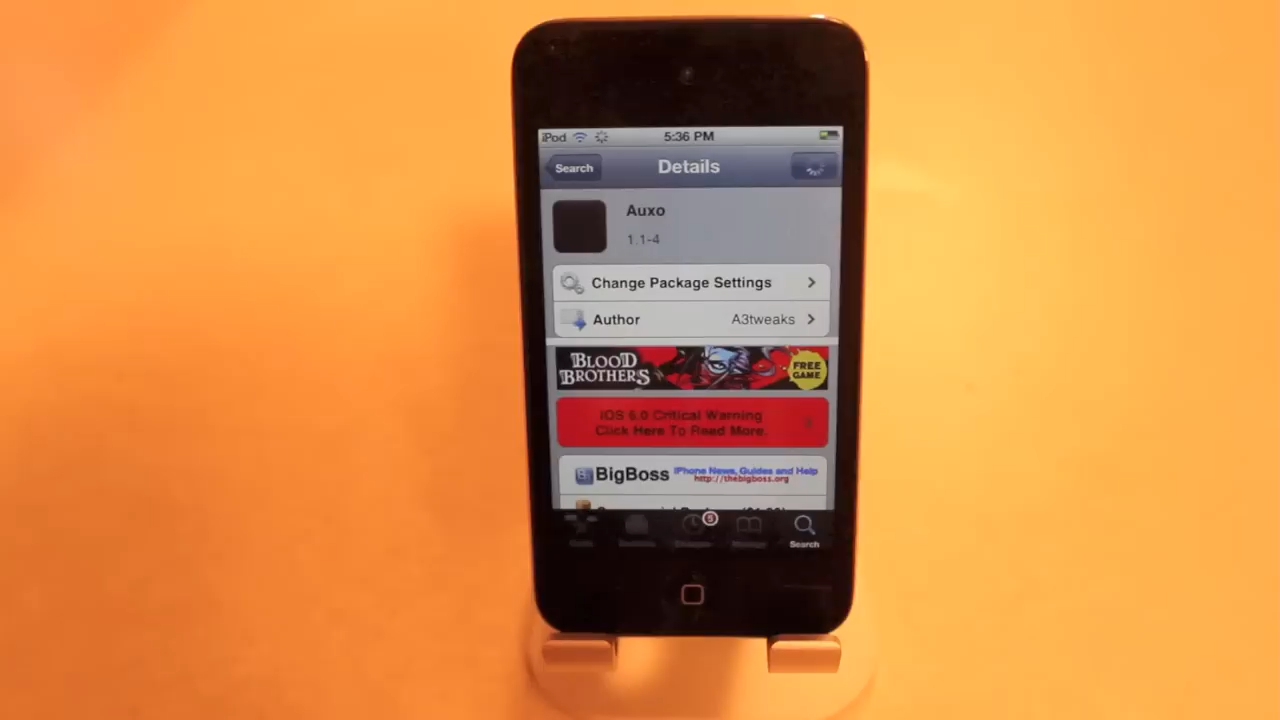 iPod 5:36 PM
Search Details
Auxo
1.1-4
Change Package Settings
Author A3tweaks
BLOOD BROTHERS
FREE GAME
iOS 6.0 Critical Warning
Click Here To Read More.
BigBoss iPhone News, Guides and Help
http://thebigboss.org
5
Search